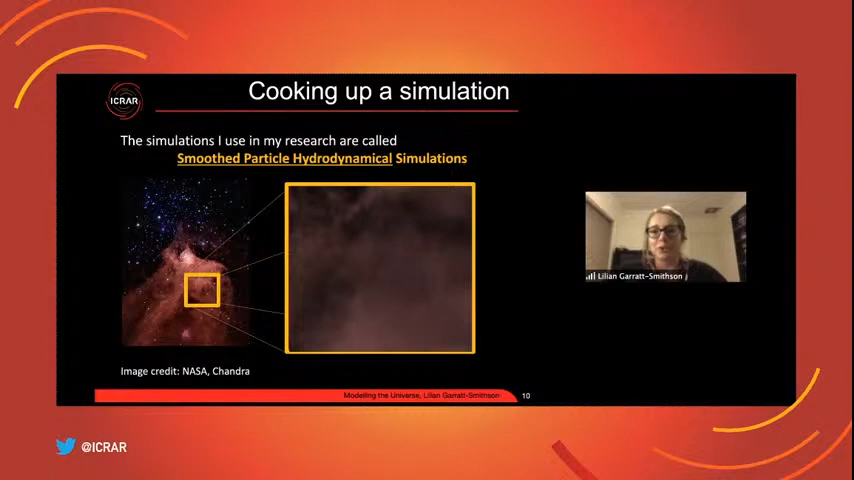 Cooking up a simulation
ICRAR
The simulations I use in my research are called
Smoothed Particle Hydrodynamical Simulations
Lilian Garratt-Smithson
Image credit: NASA, Chandra
Modelling the Universe, Lilian Garratt-Smithson
10
@ICRAR